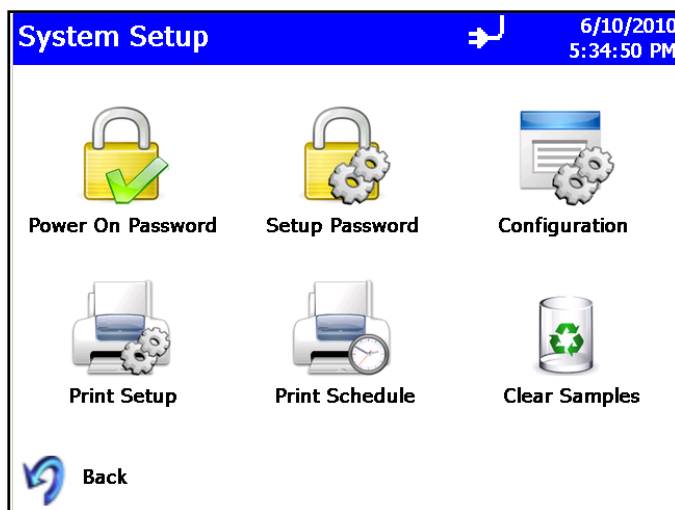 System Setup
6/10/2010
5:34:50 PM
Power On Password
Setup Password
Configuration
Print Setup
Print Schedule
Clear Samples
Back